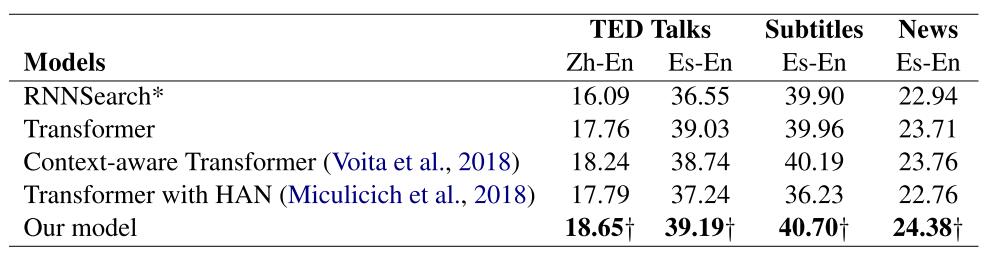 TED Talks Subtitles News
Models Zh-En Es-En Es-En Es-En
RNNSearch* 16.09 36.55 39.90 22.94
Transformer 17.76 39.03 39.96 23.71
Context-aware Transformer (Voita et al., 2018) 18.24 38.74 40.19 23.76
Transformer with HAN (Miculicich et al., 2018) 17.79 37.24 36.23 22.76
Our model 18.65† 39.19† 40.70† 24.38†